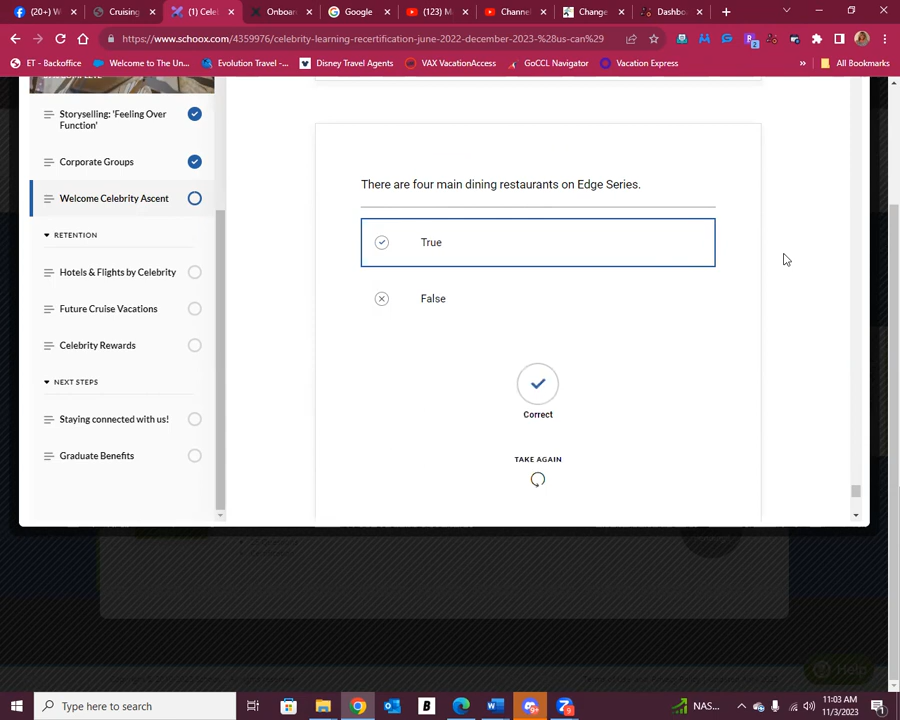 (20+) W
Cruising
(1) Cele
Onboar
Google
(123) M
Channel
Change
Dashbo
https://www.schoox.com/4359976/celebrity-learning-recertification-june-2022-december-2023-%28us-can%29
ET - Backoffice
Welcome to The Un...
Evolution Travel -...
Disney Travel Agents
VAX VacationAccess
GoCCL Navigator
Vacation Express
»
All Bookmarks
Storyselling: 'Feeling Over
Function'
Corporate Groups
Welcome Celebrity Ascent
RETENTION
Hotels & Flights by Celebrity
Future Cruise Vacations
Celebrity Rewards
NEXT STEPS
Staying connected with us!
Graduate Benefits
There are four main dining restaurants on Edge Series.
True
False
Correct
TAKE AGAIN
Help
Type here to search
NAS...
11:03 AM
11/3/2023